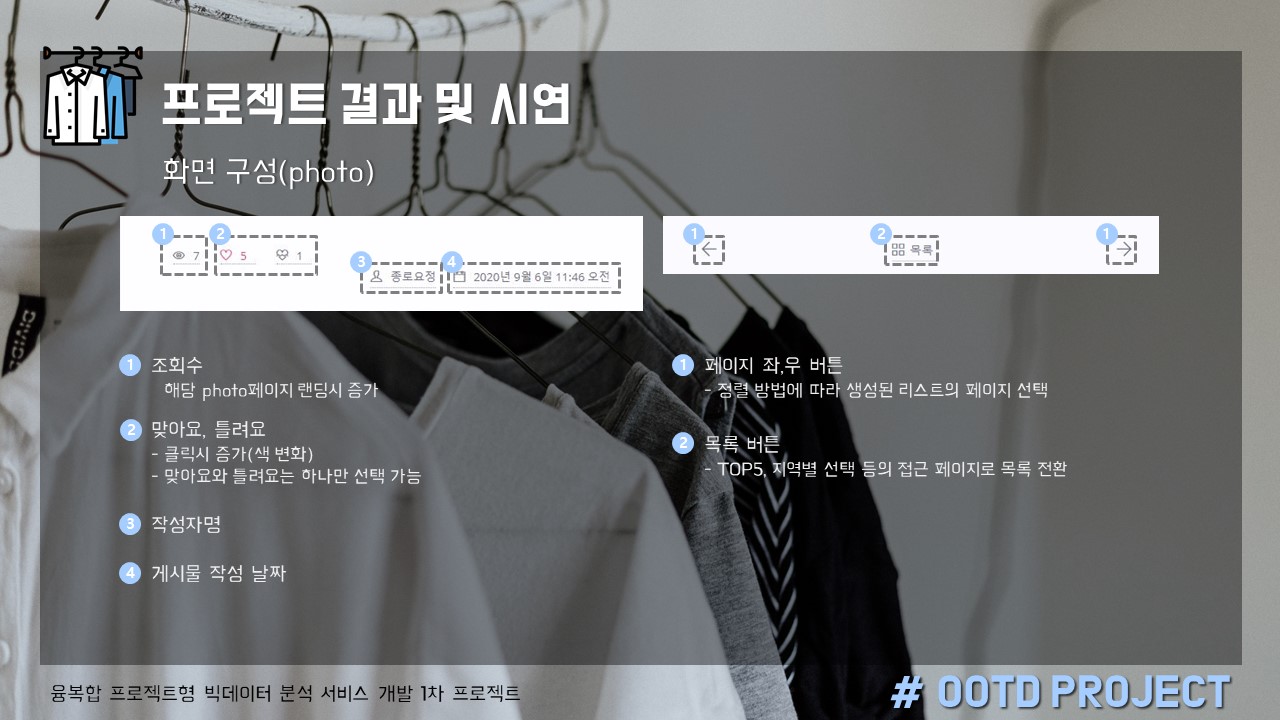 프로젝트 결과 및 시연
화면 구성(photo)
1 2
7 5 1
3 4
종로요정 2020년 9월 6일 11:46 오전
1 2 1
← 목록 →
1 조회수
해당 photo페이지 랜딩시 증가
2 맞아요, 틀려요
- 클릭시 증가(색 변화)
- 맞아요와 틀려요는 하나만 선택 가능
3 작성자명
4 게시물 작성 날짜
1 페이지 좌,우 버튼
- 정렬 방법에 따라 생성된 리스트의 페이지 선택
2 목록 버튼
- TOP5, 지역별 선택 등의 접근 페이지로 목록 전환
융복합 프로젝트형 빅데이터 분석 서비스 개발 1차 프로젝트
# OOTD PROJECT